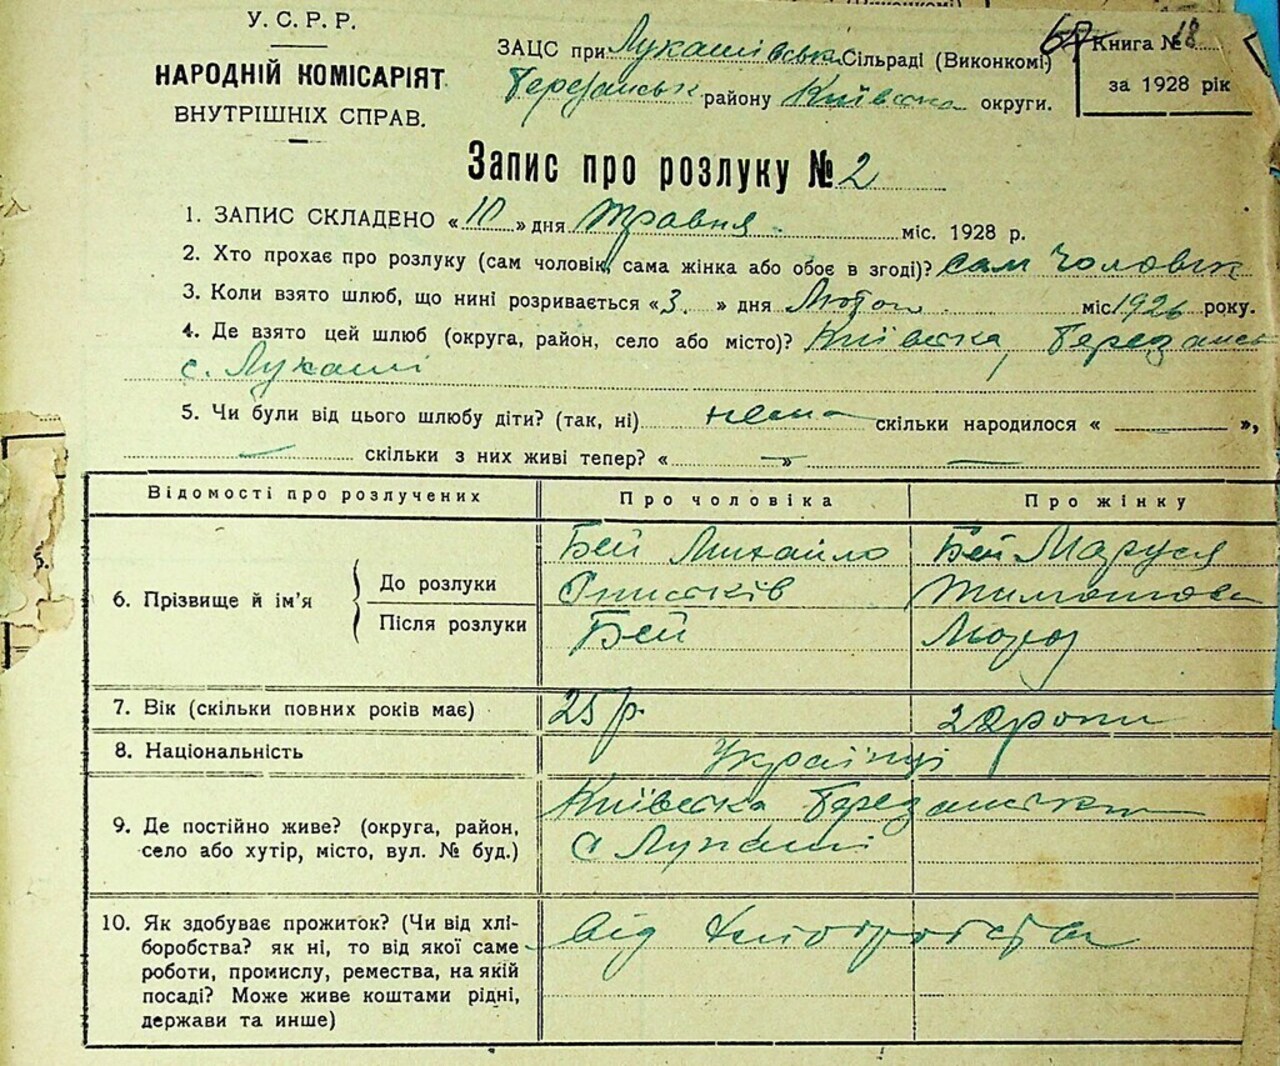 У. С. Р. Р.
НАРОДНІЙ КОМІСАРІЯТ
ВНУТРІШНІХ СПРАВ.
ЗАЦС при Лукашівська Сільраді (Виконкомі)
Березанськ району Київська округи.
Книга № 18
за 1928 рік
Запис про розлуку № 2
1. ЗАПИС СКЛАДЕНО « 10 » дня Травня міс. 1928 р.
2. Хто прохає про розлуку (сам чоловік, сама жінка або обоє в згоді)? сам чоловік
3. Коли взято шлюб, що нині розривається « 3 » дня Лютого міс 1926 року.
4. Де взято цей шлюб (округа, район, село або місто)? Київська, Березанськ
с. Лукаші
5. Чи були від цього шлюбу діти? (так, ні) нема скільки народилося « — »,
скільки з них живі тепер? « — » —
Відомості про розлучених Про чоловіка Про жінку
6. Прізвище й ім'я
До розлуки Бей Михайло Бей Маруся
Після розлуки Бей Мороз
7. Вік (скільки повних років має) 25 р. 22 роки
8. Національність Українці
9. Де постійно живе? (округа, район, село або хутір, місто, вул. № буд.) Київська Березанськ
с Лукаші
10. Як здобуває прожиток? (Чи від хлі-
боробства? як ні, то від якої саме від хліборобства
роботи, промислу, ремества, на якій
посаді? Може живе коштами рідні,
держави та инше)